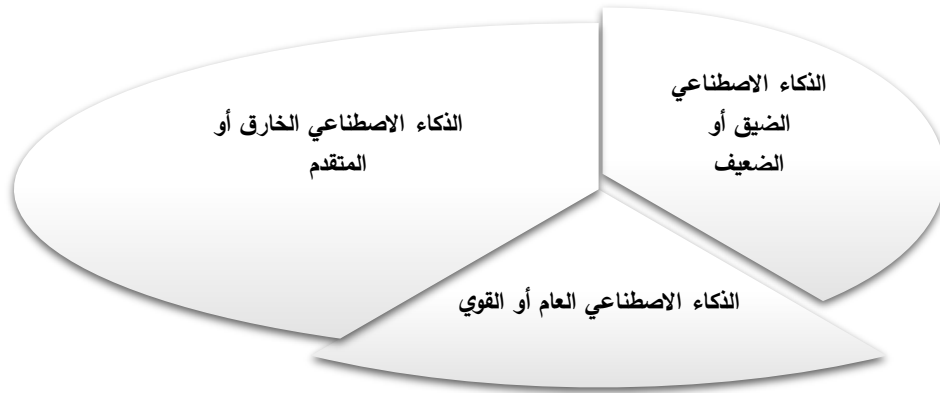 الذكاء الاصطناعي
الضيق أو
الضعيف
الذكاء الاصطناعي الخارق أو
المتقدم
الذكاء الاصطناعي العام أو القوي